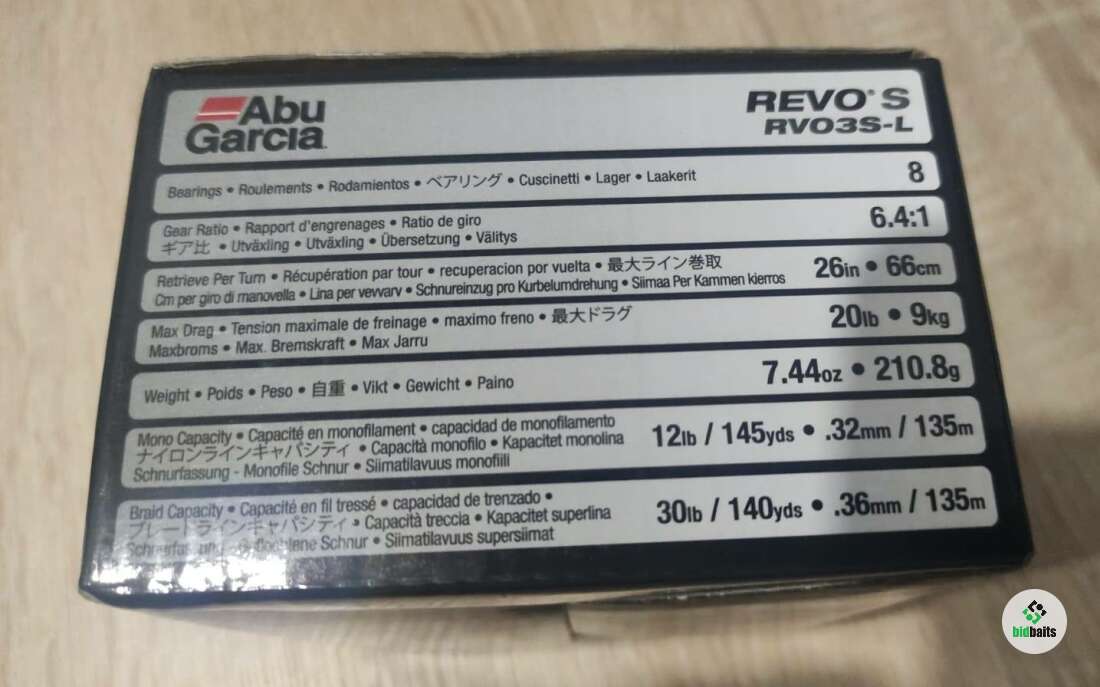 Abu
Garcia
REVO® S
RVO3S-L
Bearings • Roulements • Rodamientos • ベアリング • Cuscinetti • Lager • Laakerit
8
Gear Ratio • Rapport d'engrenages • Ratio de giro
ギア比 • Utväxling • Utväxling • Übersetzung • Välitys
6.4:1
Retrieve Per Turn • Récupération par tour • recuperacion por vuelta • 最大ライン巻取
Cm per giro di manovella • Lina per vevvarv • Schnureinzug pro Kurbelumdrehung • Siimaa Per Kammen kierros
26in • 66cm
Max Drag • Tension maximale de freinage • maximo freno • 最大ドラグ
Maxbroms • Max. Bremskraft • Max Jarru
20lb • 9kg
Weight • Poids • Peso • 自重 • Vikt • Gewicht • Paino
7.44oz • 210.8g
Mono Capacity • Capacité en monofilament • capacidad de monofilamento
ナイロンラインキャパシティ • Capacità monofilo • Kapacitet monolina
Schnurfassung - Monofile Schnur • Siimatilavuus monofiili
12lb / 145yds • .32mm / 135m
Braid Capacity • Capacité en fil tressé • capacidad de trenzado •
ブレードラインキャパシティ • Capacità treccia • Kapacitet superlina
Schnur • Siimatilavuus supersiimat
30lb / 140yds • .36mm / 135m
bidbaits